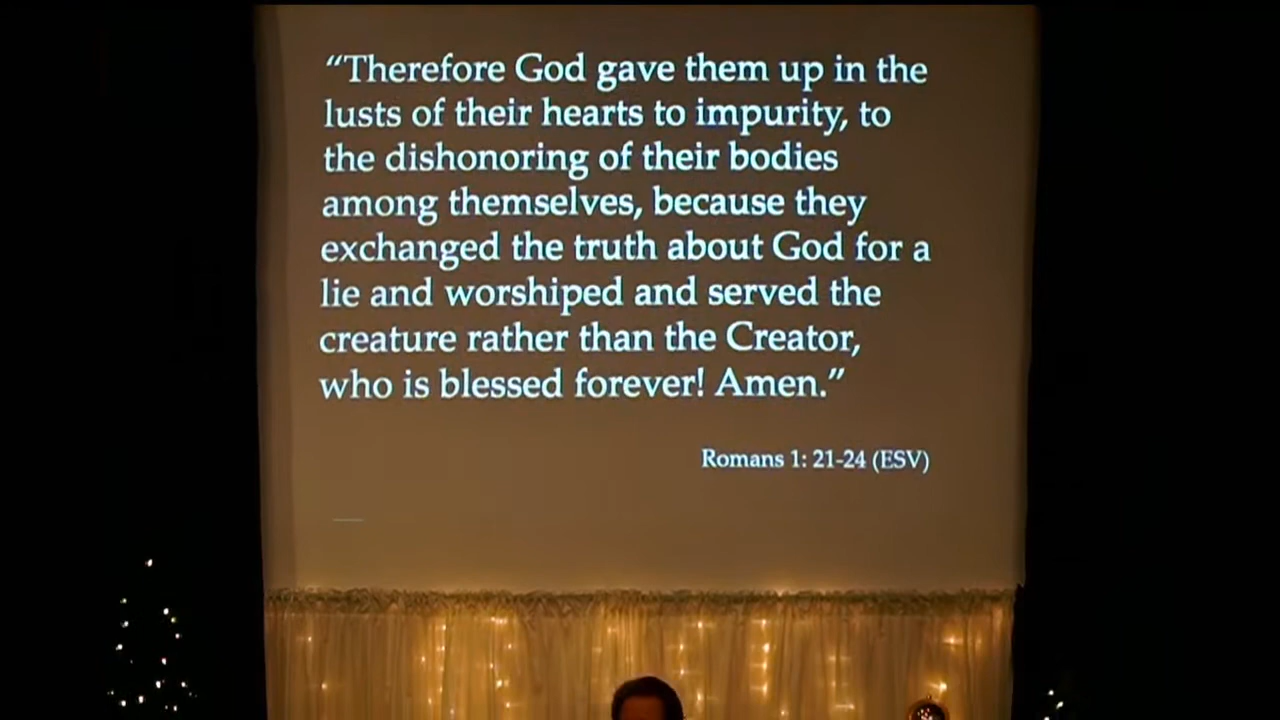 “Therefore God gave them up in the
lusts of their hearts to impurity, to
the dishonoring of their bodies
among themselves, because they
exchanged the truth about God for a
lie and worshiped and served the
creature rather than the Creator,
who is blessed forever! Amen.”
Romans 1: 21-24 (ESV)